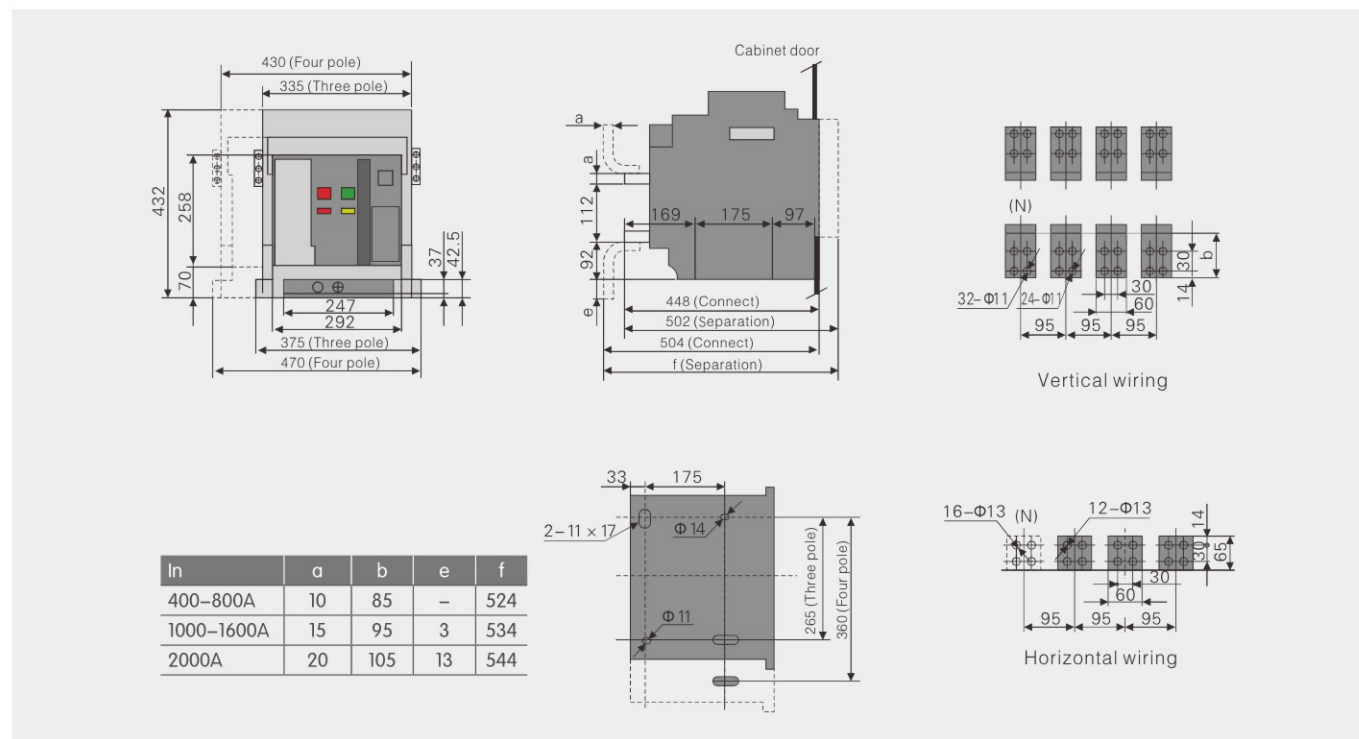 430 (Four pole)
335 (Three pole)
432
258
70
37
42.5
247
292
375 (Three pole)
470 (Four pole)
Cabinet door
a
a
112
169
175
97
92
e
448 (Connect)
502 (Separation)
504 (Connect)
f (Separation)
(N)
30
b
14
32–Φ11
24–Φ11
30
60
95
95
95
Vertical wiring
33
175
2–11 × 17
Φ14
Φ11
265 (Three pole)
360 (Four pole)
16–Φ13
(N)
12–Φ13
14
30
65
30
60
95
95
95
Horizontal wiring
In a b e f
400–800A 10 85 – 524
1000–1600A 15 95 3 534
2000A 20 105 13 544